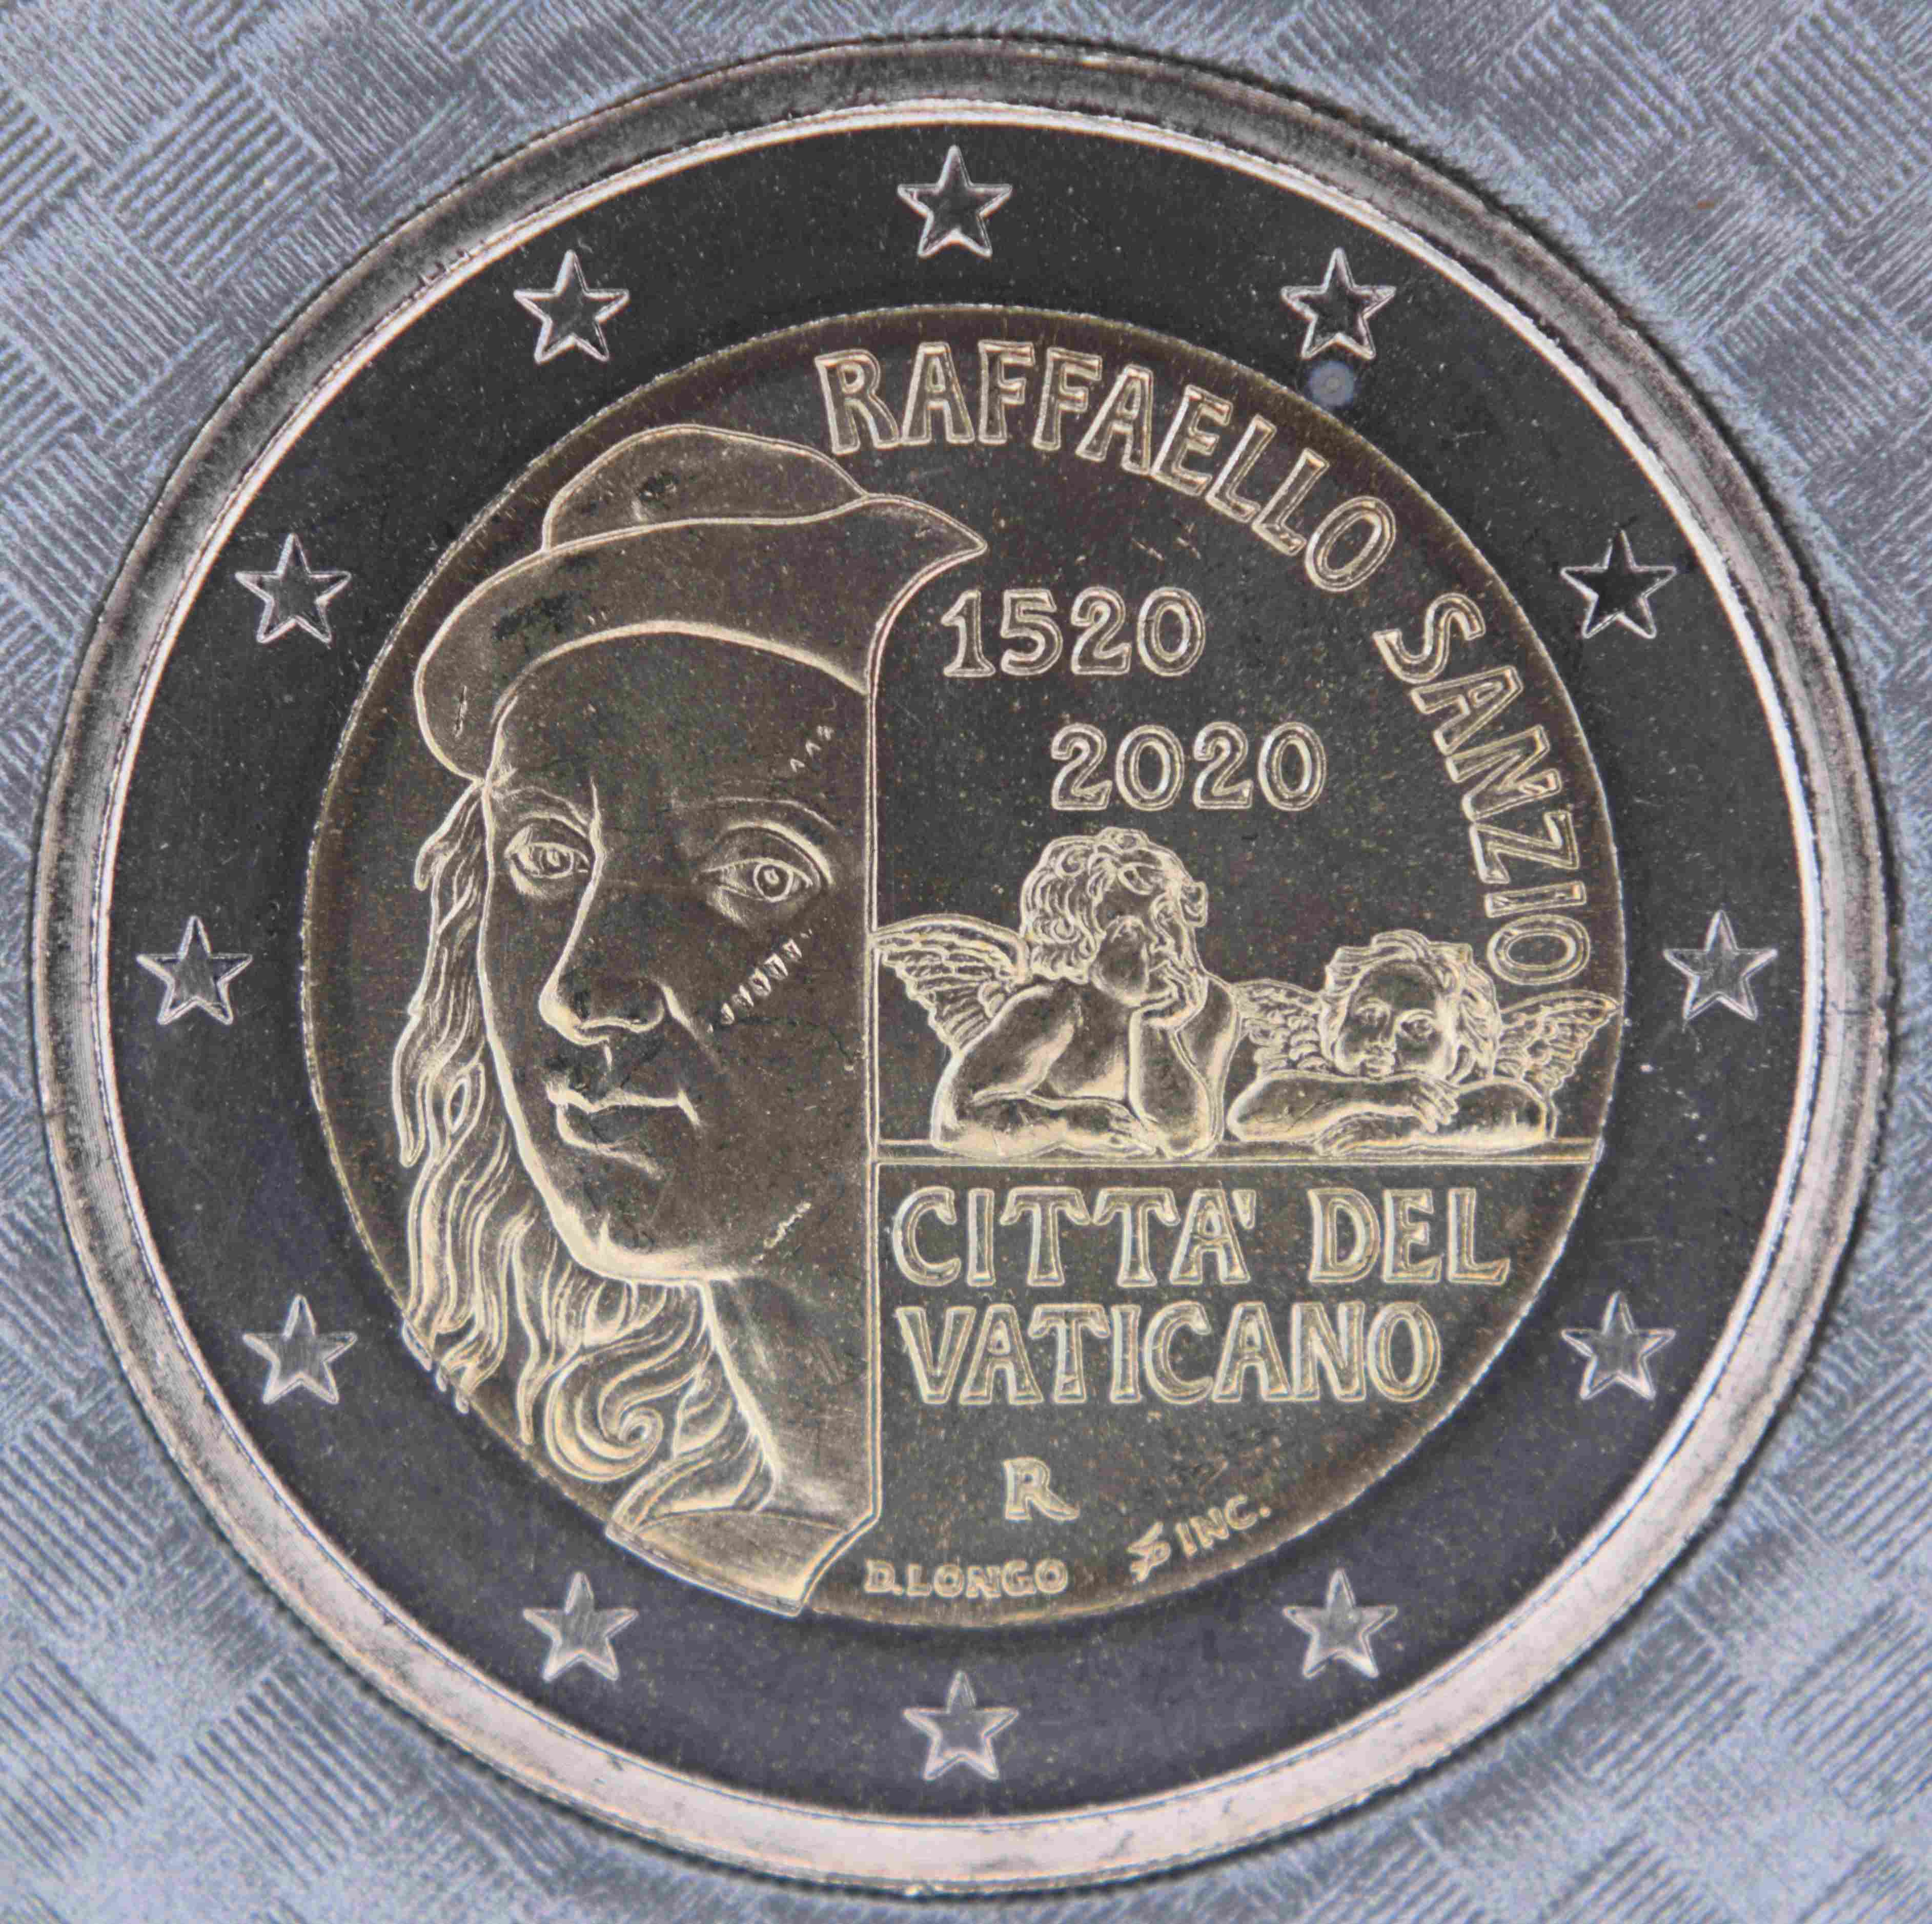 RAFFAELLO SANZIO
1520
2020
CITTA' DEL
VATICANO
R
D.LONGO
INC.